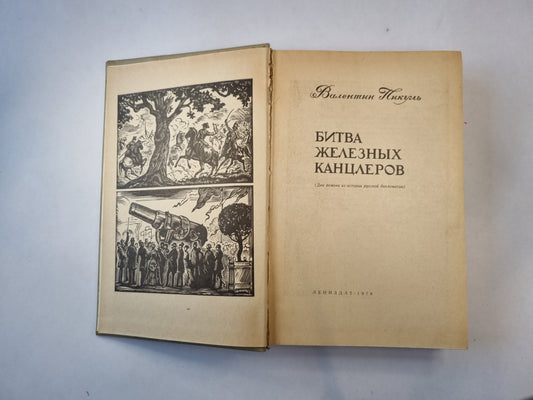 Валентин Пикуль
БИТВА
ЖЕЛЕЗНЫХ
КАНЦЛЕРОВ
(Два романа из истории русской дипломатии)
ЛЕНИЗДАТ·1978